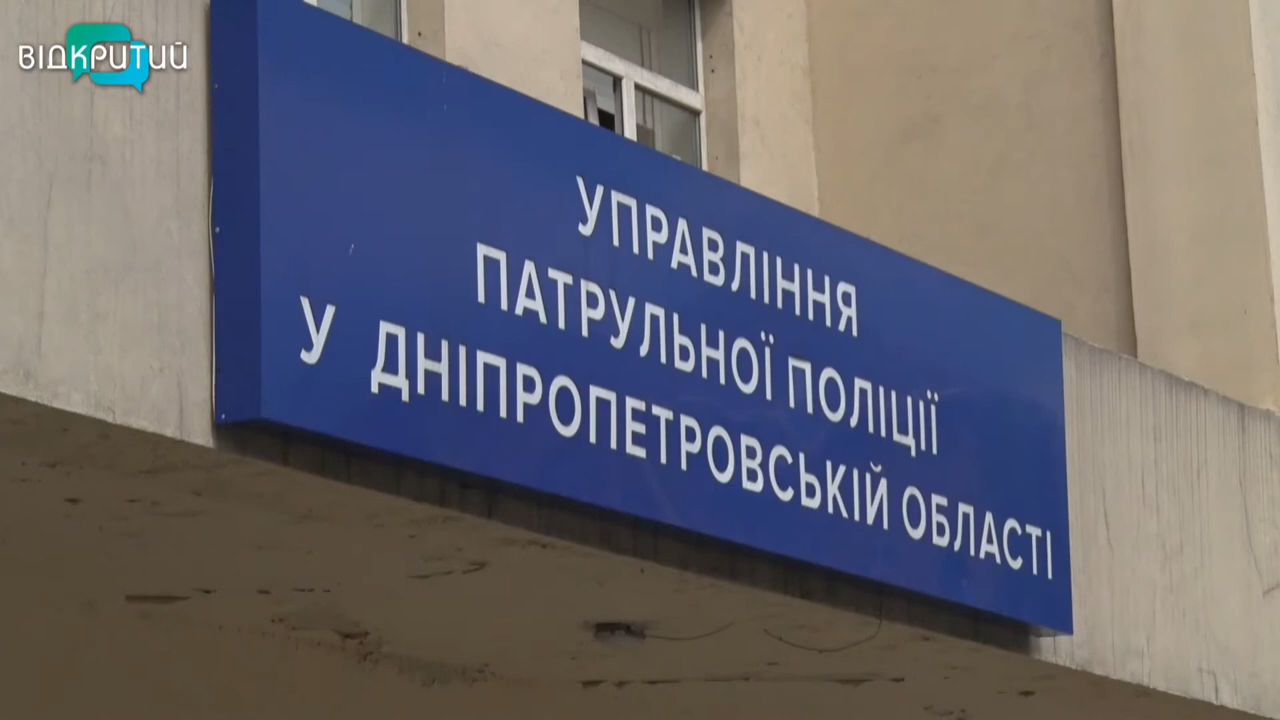 ВІДКРИТИЙ
УПРАВЛІННЯ
ПАТРУЛЬНОЇ ПОЛІЦІЇ
У ДНІПРОПЕТРОВСЬКІЙ ОБЛАСТІ